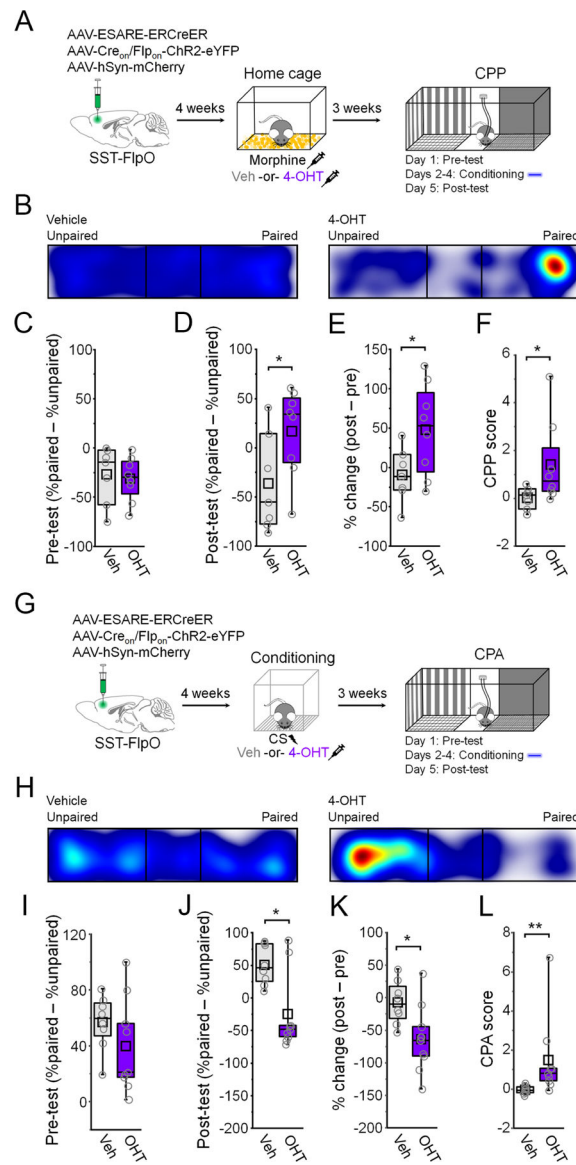 A
AAV-ESARE-ERCreER
AAV-Creon/Flpon-ChR2-eYFP
AAV-hSyn-mCherry
SST-FlpO
4 weeks
Home cage
Morphine
Veh -or- 4-OHT
3 weeks
CPP
Day 1: Pre-test
Days 2-4: Conditioning
Day 5: Post-test
B
Vehicle
Unpaired Paired
4-OHT
Unpaired Paired
C
Pre-test (%paired – %unpaired)
100
50
0
-50
-100
Veh OHT
D
Post-test (%paired – %unpaired)
100
50
0
-50
-100
*
Veh OHT
E
% change (post – pre)
150
100
50
0
-50
-100
*
Veh OHT
F
CPP score
6
4
2
0
-2
*
Veh OHT
G
AAV-ESARE-ERCreER
AAV-Creon/Flpon-ChR2-eYFP
AAV-hSyn-mCherry
SST-FlpO
4 weeks
Conditioning
CS
Veh -or- 4-OHT
3 weeks
CPA
Day 1: Pre-test
Days 2-4: Conditioning
Day 5: Post-test
H
Vehicle
Unpaired Paired
4-OHT
Unpaired Paired
I
Pre-test (%paired – %unpaired)
120
80
40
0
Veh OHT
J
Post-test (%paired – %unpaired)
100
50
0
-50
-100
-150
-200
*
Veh OHT
K
% change (post – pre)
100
50
0
-50
-100
-150
-200
*
Veh OHT
L
CPA score
8
6
4
2
0
-2
**
Veh OHT